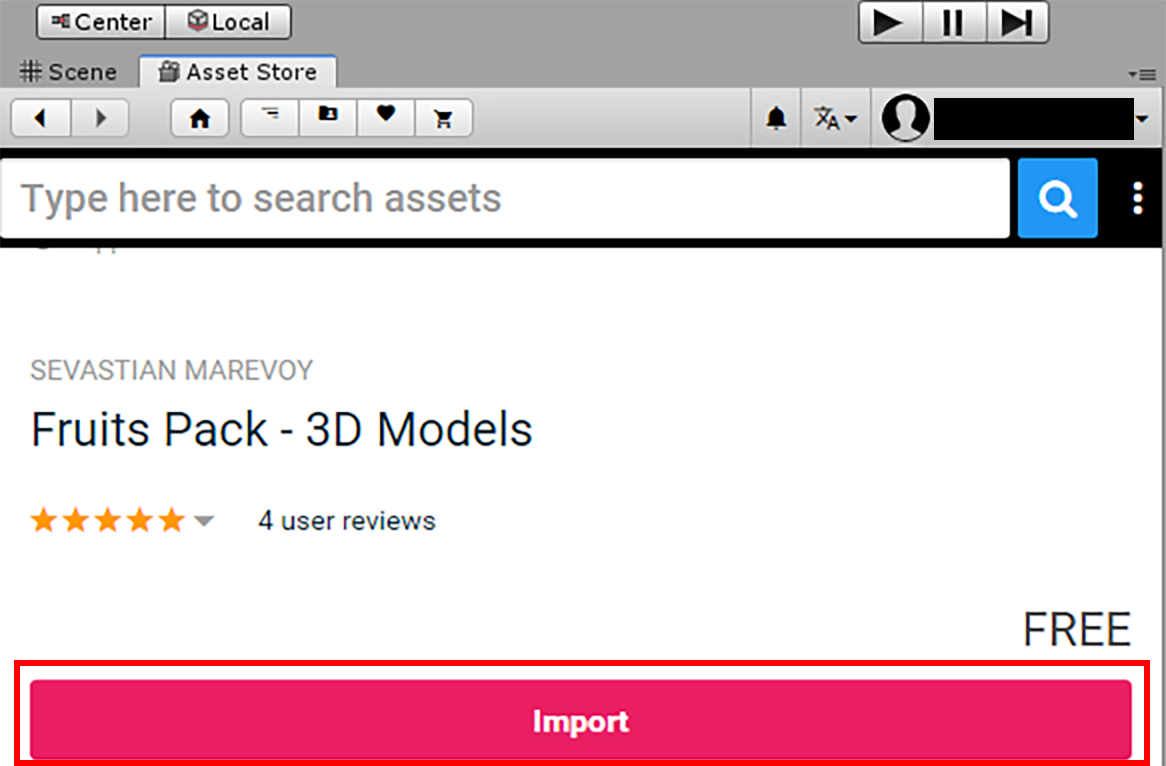 Center Local
Scene Asset Store
Type here to search assets
SEVASTIAN MAREVOY
Fruits Pack - 3D Models
4 user reviews
FREE
Import